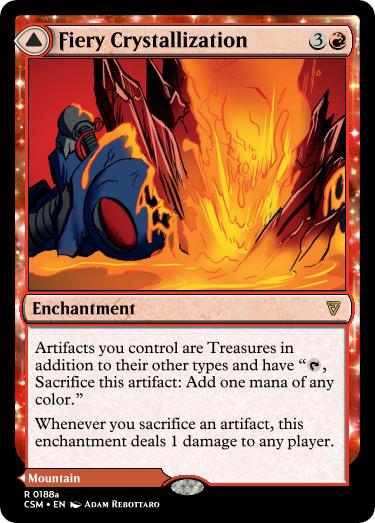 Fiery Crystallization 3
Enchantment
Artifacts you control are Treasures in
addition to their other types and have “,
Sacrifice this artifact: Add one mana of any
color.”
Whenever you sacrifice an artifact, this
enchantment deals 1 damage to any player.
Mountain
R 0188a
CSM • EN Adam Rebottaro